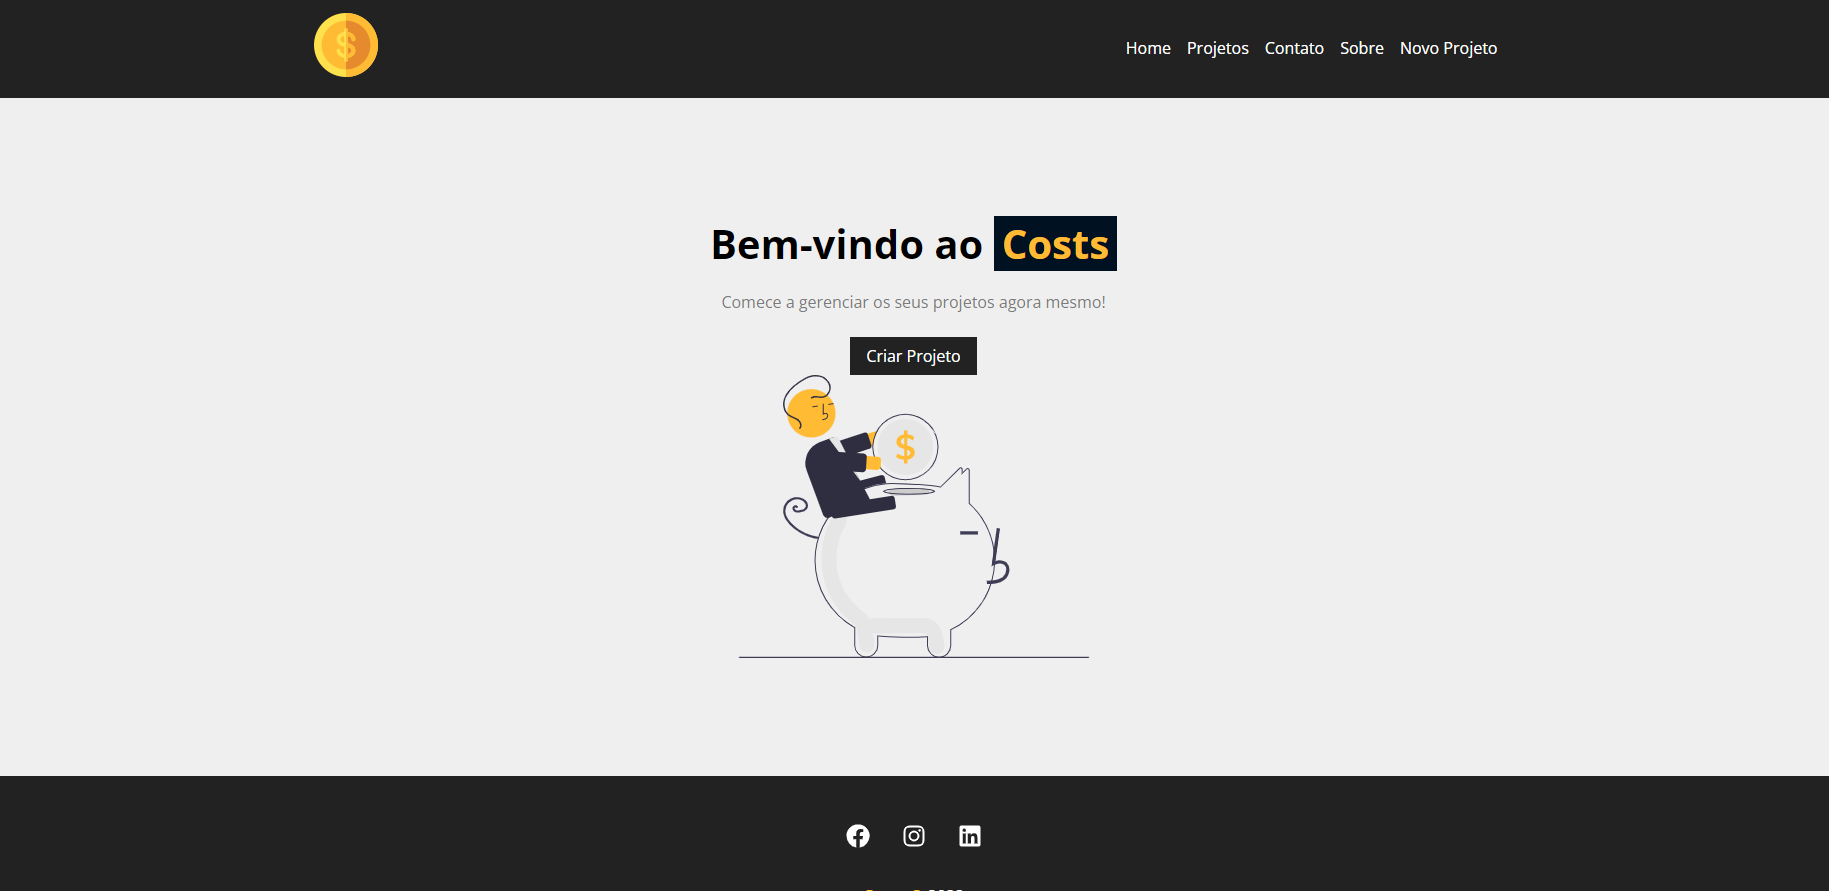 $
Home Projetos Contato Sobre Novo Projeto
Bem-vindo ao Costs
Comece a gerenciar os seus projetos agora mesmo!
Criar Projeto
$